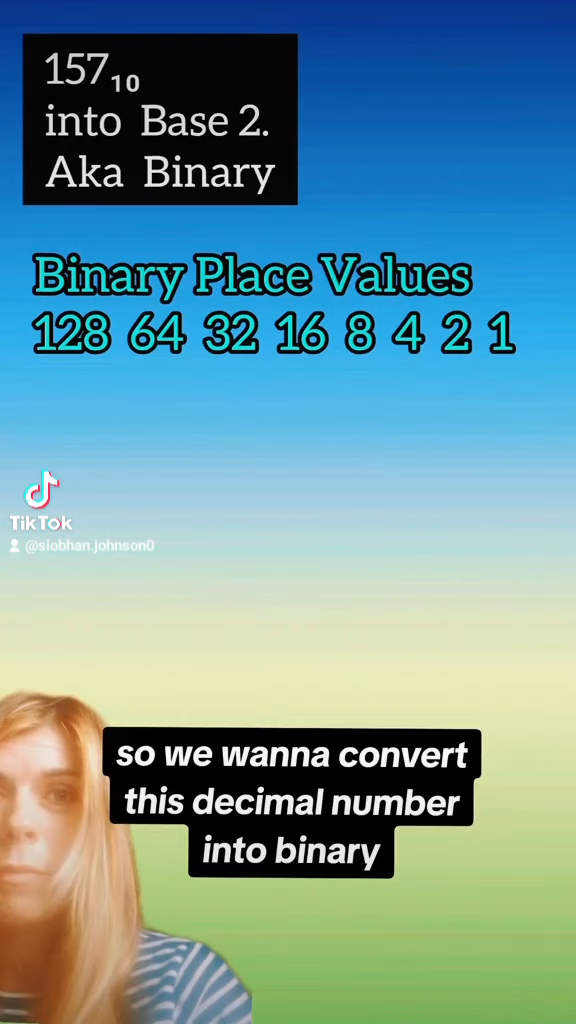 157₁₀
into Base 2.
Aka Binary
Binary Place Values
128 64 32 16 8 4 2 1
TikTok
@siobhan.johnson0
so we wanna convert
this decimal number
into binary